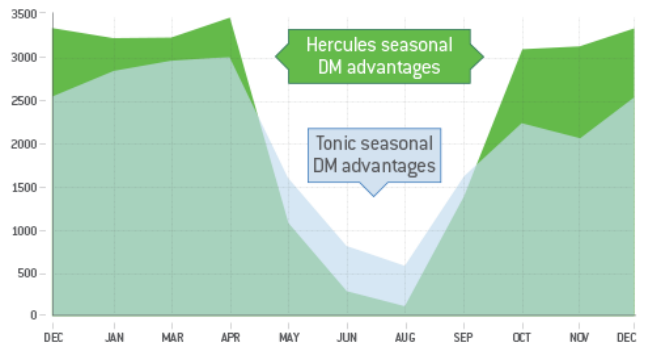 3500
3000
2500
2000
1500
1000
500
0
Hercules seasonal
DM advantages
Tonic seasonal
DM advantages
DEC JAN MAR APR MAY JUN AUG SEP OCT NOV DEC